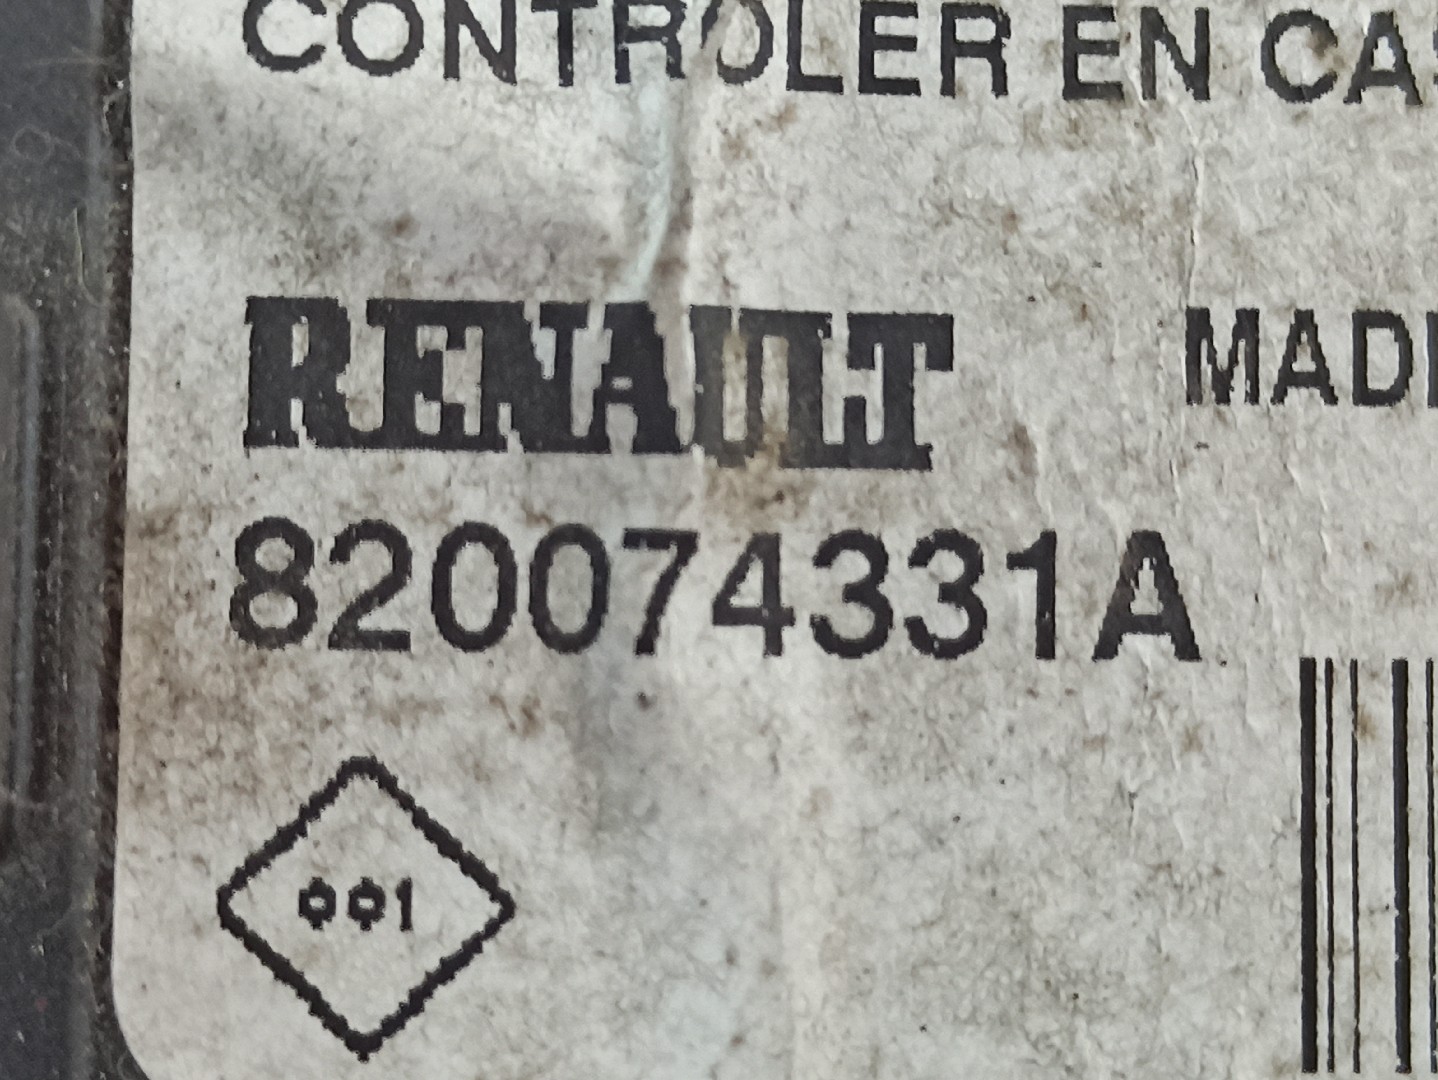 CONTROLER EN CAS
RENAULT
MADE
820074331A
001